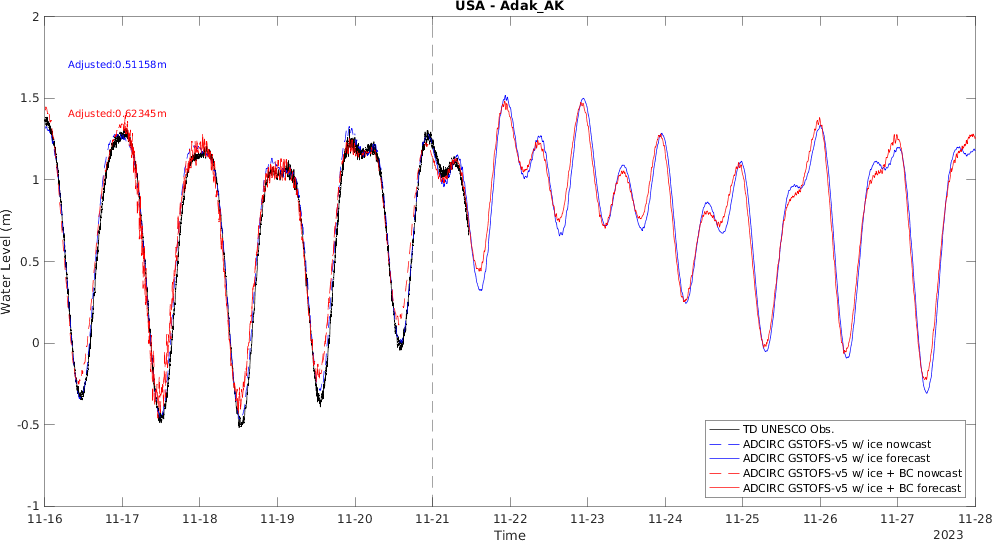 USA - Adak_AK
Adjusted:0.51158m
Adjusted:0.62345m
Water Level (m)
2
1.5
1
0.5
0
-0.5
-1
TD UNESCO Obs.
ADCIRC GSTOFS-v5 w/ ice nowcast
ADCIRC GSTOFS-v5 w/ ice forecast
ADCIRC GSTOFS-v5 w/ ice + BC nowcast
ADCIRC GSTOFS-v5 w/ ice + BC forecast
11-16 11-17 11-18 11-19 11-20 11-21 11-22 11-23 11-24 11-25 11-26 11-27 11-28
Time
2023